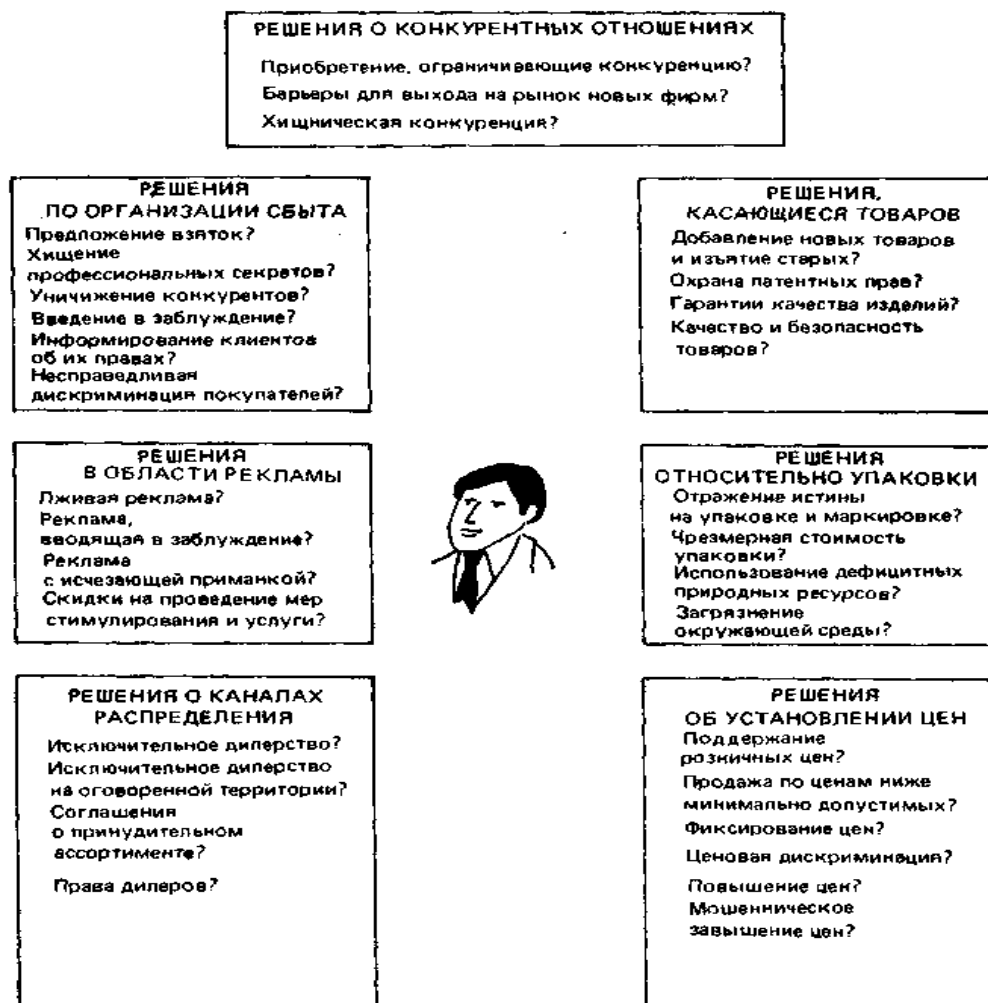 РЕШЕНИЯ О КОНКУРЕНТНЫХ ОТНОШЕНИЯХ
Приобретение, ограничивающие конкуренцию?
Барьеры для выхода на рынок новых фирм?
Хищническая конкуренция?
РЕШЕНИЯ
ПО ОРГАНИЗАЦИИ СБЫТА
Предложение взяток?
Хищение
профессиональных секретов?
Уничижение конкурентов?
Введение в заблуждение?
Информирование клиентов
об их правах?
Несправедливая
дискриминация покупателей?
РЕШЕНИЯ,
КАСАЮЩИЕСЯ ТОВАРОВ
Добавление новых товаров
и изъятие старых?
Охрана патентных прав?
Гарантии качества изделий?
Качество и безопасность
товаров?
РЕШЕНИЯ
В ОБЛАСТИ РЕКЛАМЫ
Лживая реклама?
Реклама,
вводящая в заблуждение?
Реклама
с исчезающей приманкой?
Скидки на проведение мер
стимулирования и услуги?
РЕШЕНИЯ
ОТНОСИТЕЛЬНО УПАКОВКИ
Отражение истины
на упаковке и маркировке?
Чрезмерная стоимость
упаковки?
Использование дефицитных
природных ресурсов?
Загрязнение
окружающей среды?
РЕШЕНИЯ О КАНАЛАХ
РАСПРЕДЕЛЕНИЯ
Исключительное дилерство?
Исключительное дилерство
на оговоренной территории?
Соглашения
о принудительном
ассортименте?
Права дилеров?
РЕШЕНИЯ
ОБ УСТАНОВЛЕНИИ ЦЕН
Поддержание
розничных цен?
Продажа по ценам ниже
минимально допустимых?
Фиксирование цен?
Ценовая дискриминация?
Повышение цен?
Мошенническое
завышение цен?